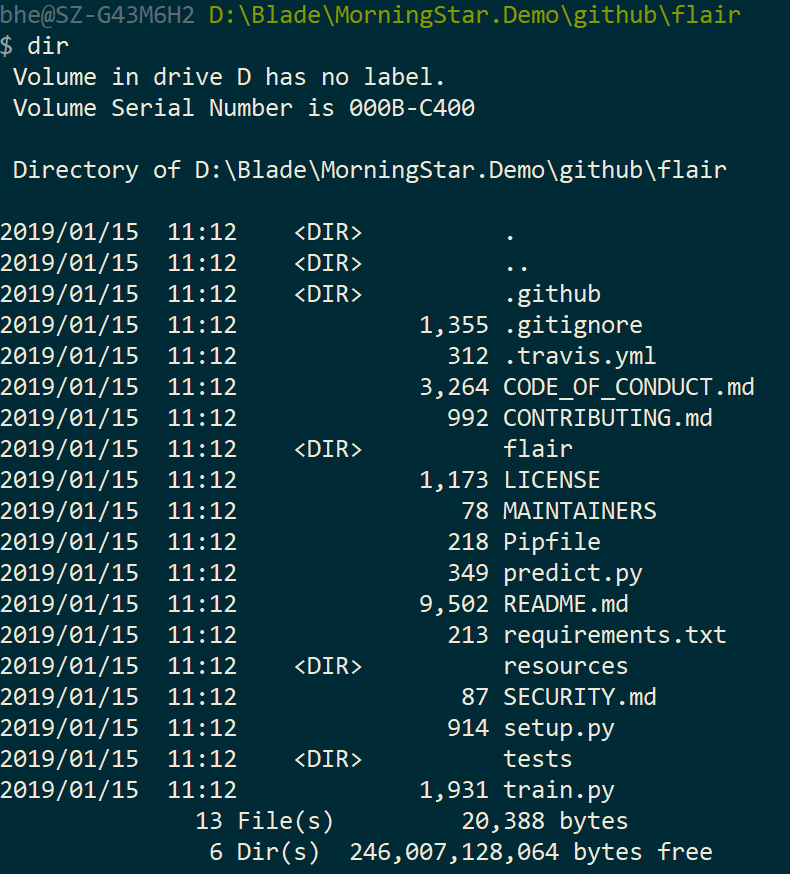 bhe@SZ-G43M6H2 D:\Blade\MorningStar.Demo\github\flair
$ dir
 Volume in drive D has no label.
 Volume Serial Number is 000B-C400

 Directory of D:\Blade\MorningStar.Demo\github\flair

2019/01/15  11:12    <DIR>          .
2019/01/15  11:12    <DIR>          ..
2019/01/15  11:12    <DIR>          .github
2019/01/15  11:12             1,355 .gitignore
2019/01/15  11:12               312 .travis.yml
2019/01/15  11:12             3,264 CODE_OF_CONDUCT.md
2019/01/15  11:12               992 CONTRIBUTING.md
2019/01/15  11:12    <DIR>          flair
2019/01/15  11:12             1,173 LICENSE
2019/01/15  11:12                78 MAINTAINERS
2019/01/15  11:12               218 Pipfile
2019/01/15  11:12               349 predict.py
2019/01/15  11:12             9,502 README.md
2019/01/15  11:12               213 requirements.txt
2019/01/15  11:12    <DIR>          resources
2019/01/15  11:12                87 SECURITY.md
2019/01/15  11:12               914 setup.py
2019/01/15  11:12    <DIR>          tests
2019/01/15  11:12             1,931 train.py
              13 File(s)         20,388 bytes
               6 Dir(s)  246,007,128,064 bytes free